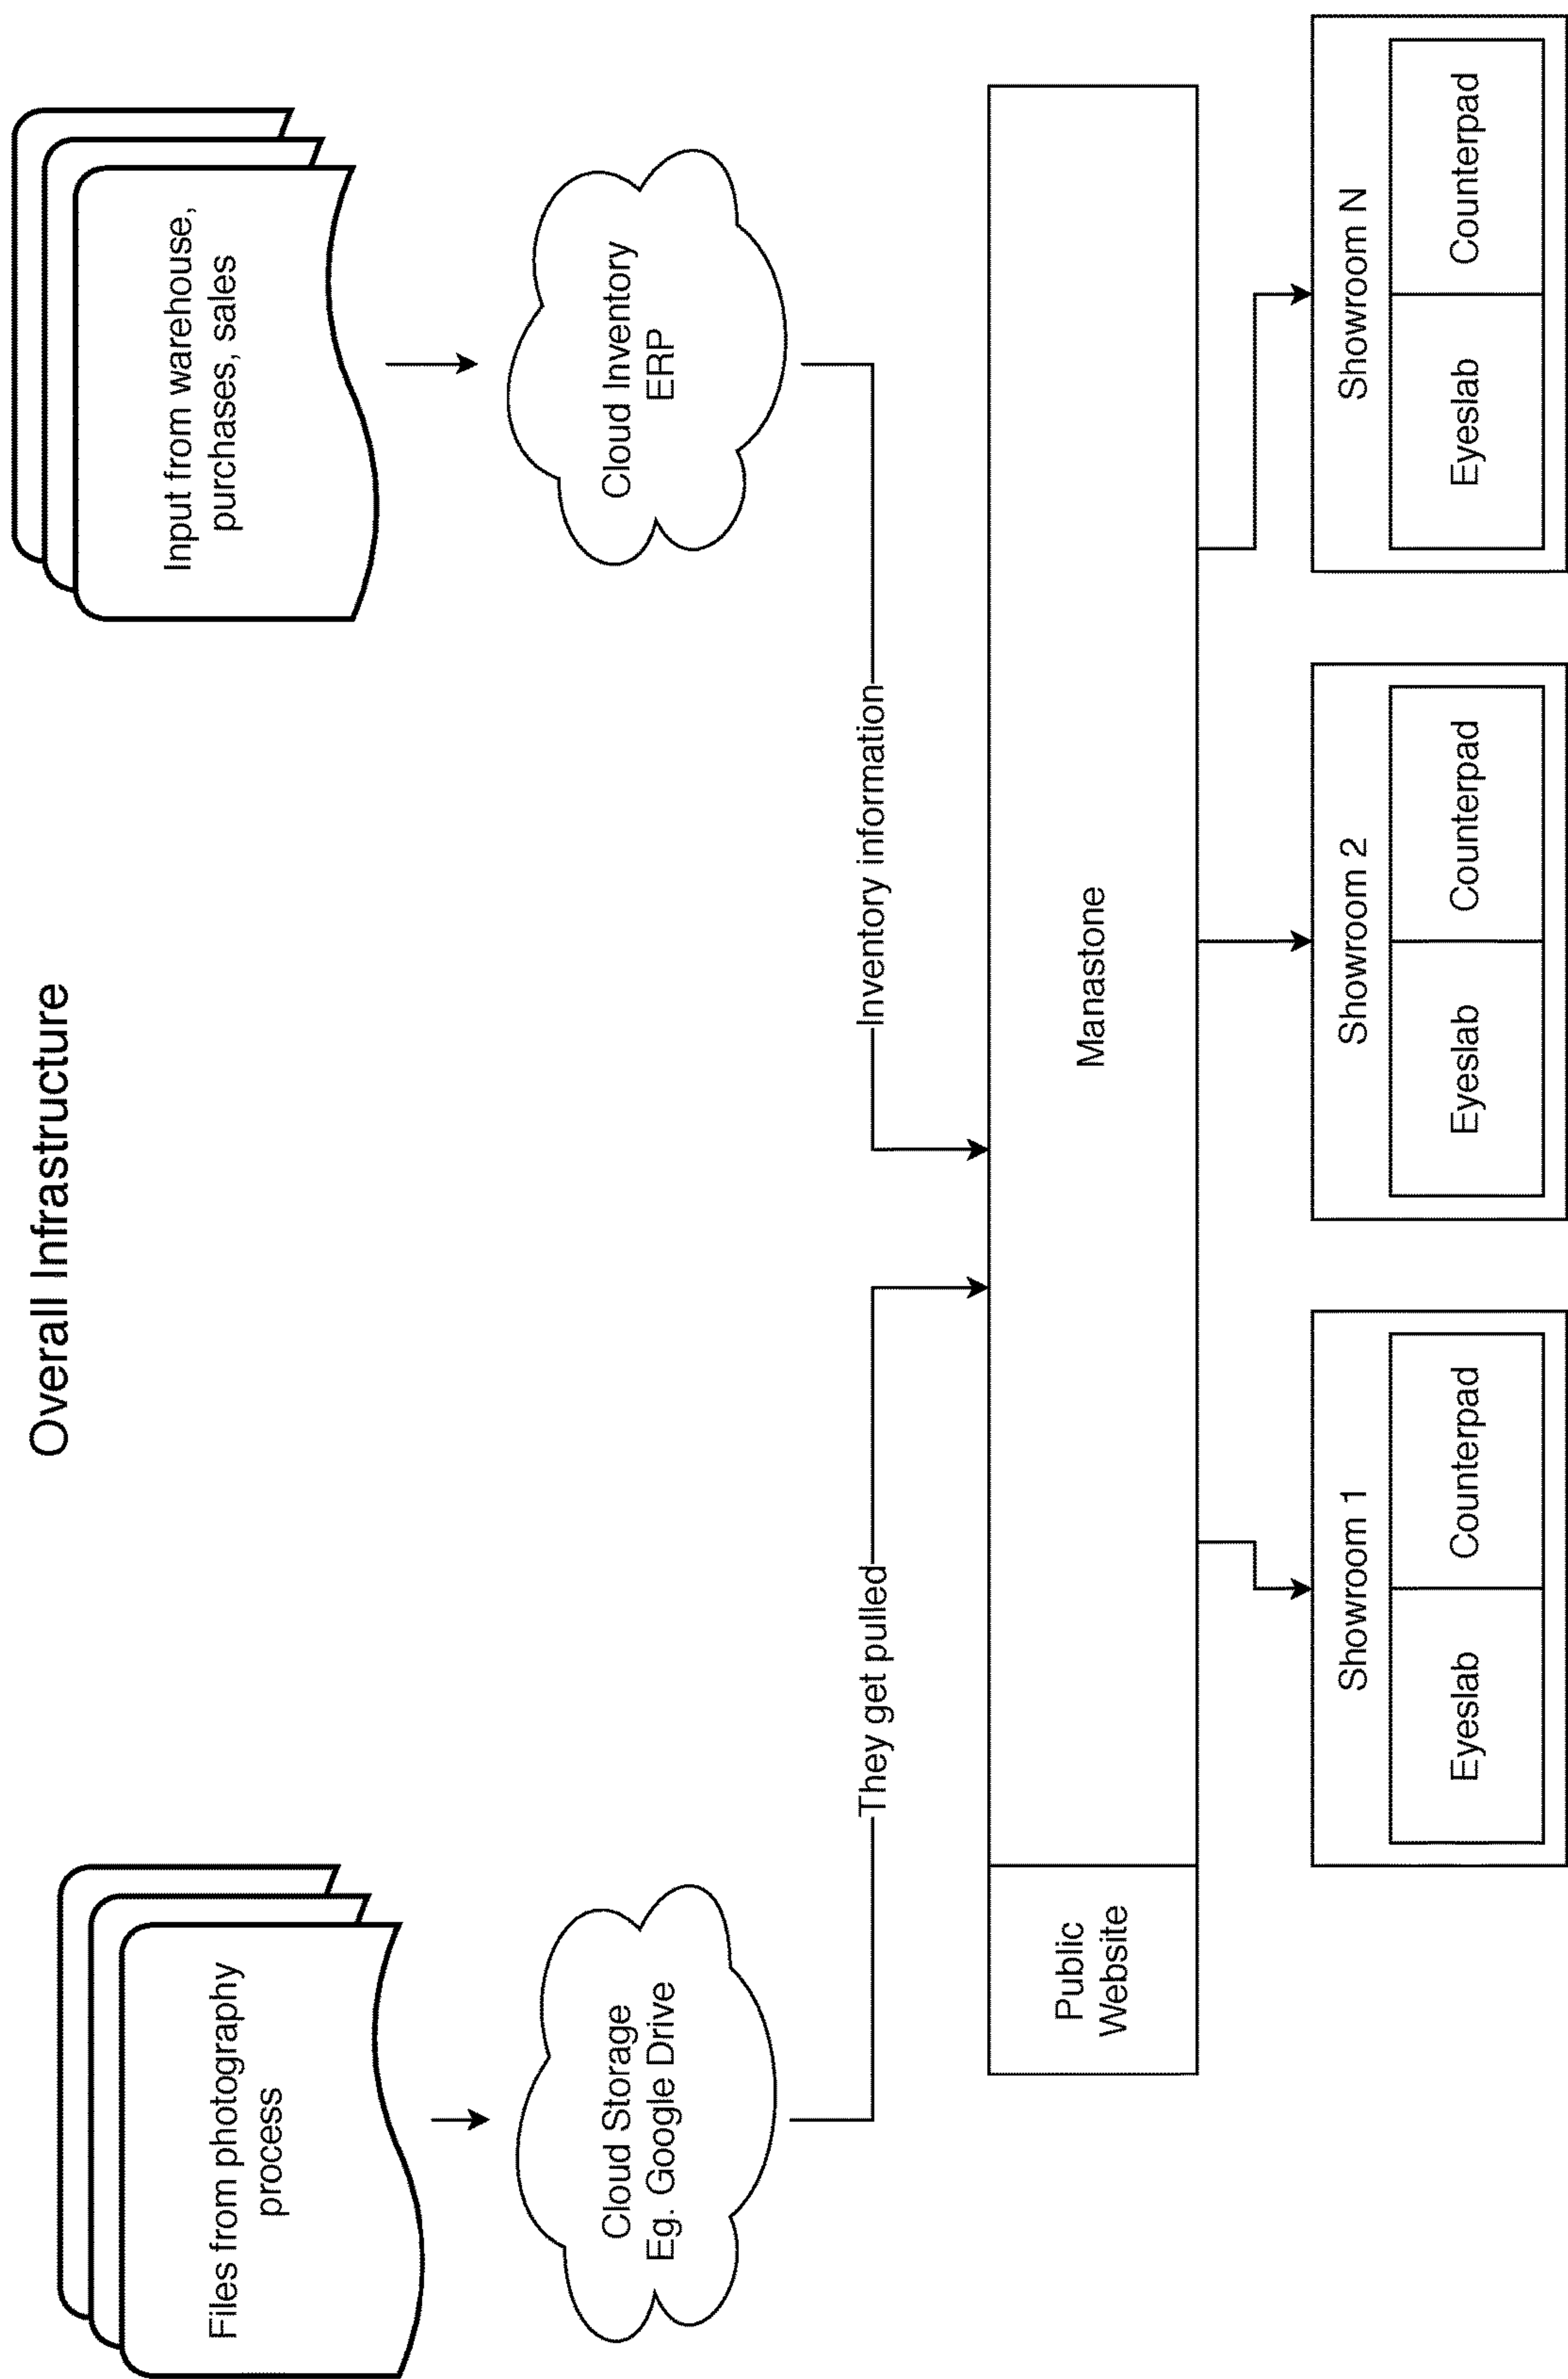 Overall Infrastructure
Files from photography
process
Input from warehouse,
purchases, sales
Cloud Storage
Eg. Google Drive
Cloud Inventory
ERP
They get pulled
Inventory information
Public
Website
Manastone
Showroom 1
Eyeslab
Counterpad
Showroom 2
Eyeslab
Counterpad
Showroom N
Eyeslab
Counterpad